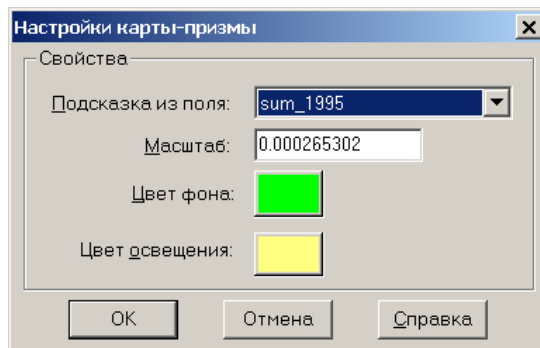 Настройки карты-призмы
Свойства
Подсказка из поля: sum_1995
Масштаб: 0.000265302
Цвет фона:
Цвет освещения:
OK Отмена Справка